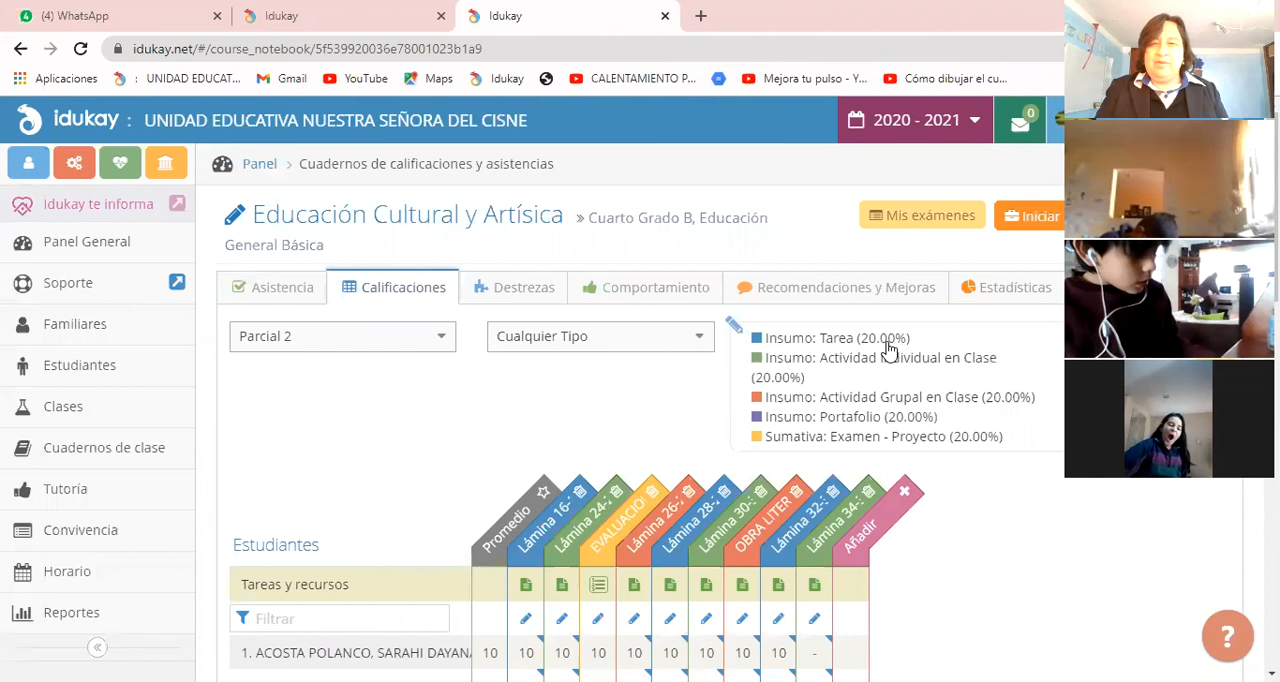 (4) WhatsApp
Idukay
Idukay
idukay.net/#/course_notebook/5f539920036e78001023b1a9
Aplicaciones
: UNIDAD EDUCAT...
Gmail
YouTube
Maps
Idukay
CALENTAMIENTO P...
Mejora tu pulso - Y...
Cómo dibujar el cu...
idukay : UNIDAD EDUCATIVA NUESTRA SEÑORA DEL CISNE
2020 - 2021
0
Panel > Cuadernos de calificaciones y asistencias
Idukay te informa
Panel General
Soporte
Familiares
Estudiantes
Clases
Cuadernos de clase
Tutoría
Convivencia
Horario
Reportes
Educación Cultural y Artísica » Cuarto Grado B, Educación
General Básica
Mis exámenes
Iniciar
Asistencia
Calificaciones
Destrezas
Comportamiento
Recomendaciones y Mejoras
Estadísticas
Parcial 2
Cualquier Tipo
Insumo: Tarea (20.00%)
Insumo: Actividad Individual en Clase
(20.00%)
Insumo: Actividad Grupal en Clase (20.00%)
Insumo: Portafolio (20.00%)
Sumativa: Examen - Proyecto (20.00%)
Promedio
Lámina 16-
Lámina 24-
EVALUACIO
Lámina 26-
Lámina 28-
Lámina 30-
OBRA LITER
Lámina 32-
Lámina 34-
Añadir
Estudiantes
Tareas y recursos
Filtrar
1. ACOSTA POLANCO, SARAHI DAYANA 10 10 10 10 10 10 10 10 10 -
?